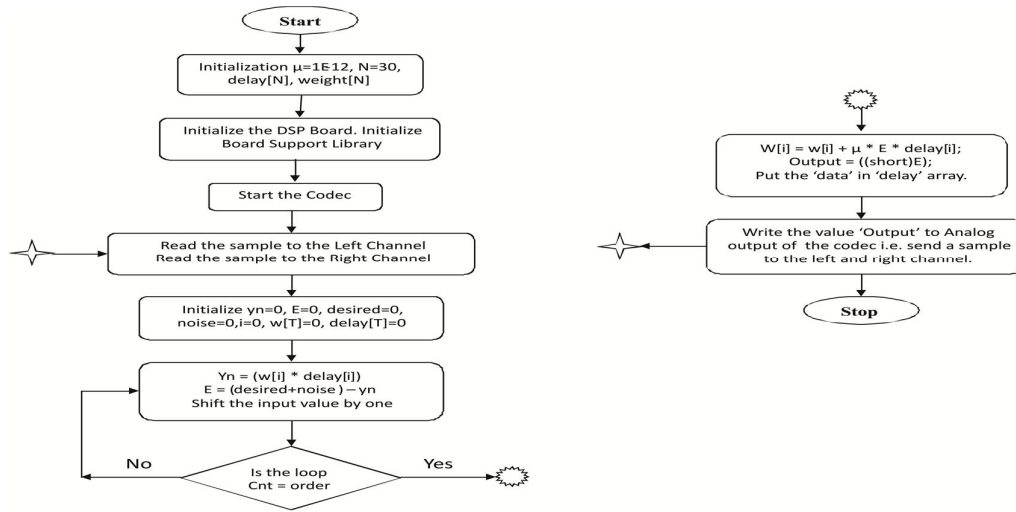 Start
Initialization µ=1E-12, N=30,
delay[N], weight[N]
Initialize the DSP Board. Initialize
Board Support Library
Start the Codec
Read the sample to the Left Channel
Read the sample to the Right Channel
Initialize yn=0, E=0, desired=0,
noise=0,i=0, w[T]=0, delay[T]=0
Yn = (w[i] * delay[i])
E = (desired+noise) – yn
Shift the input value by one
Is the loop
Cnt = order
No
Yes
W[i] = w[i] + µ * E * delay[i];
Output = ((short)E);
Put the ‘data’ in ‘delay’ array.
Write the value ‘Output’ to Analog
output of the codec i.e. send a sample
to the left and right channel.
Stop